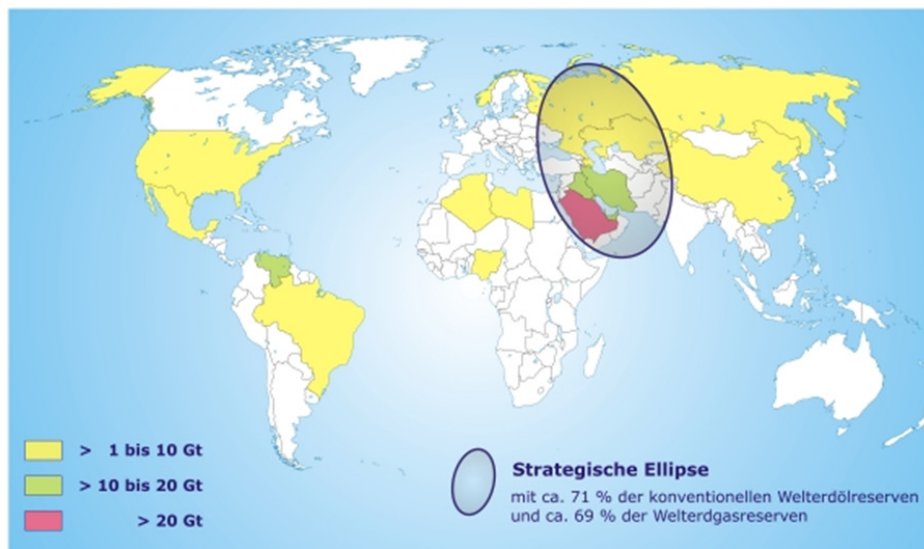 > 1 bis 10 Gt
> 10 bis 20 Gt
> 20 Gt
Strategische Ellipse
mit ca. 71 % der konventionellen Welterdölreserven
und ca. 69 % der Welterdgasreserven